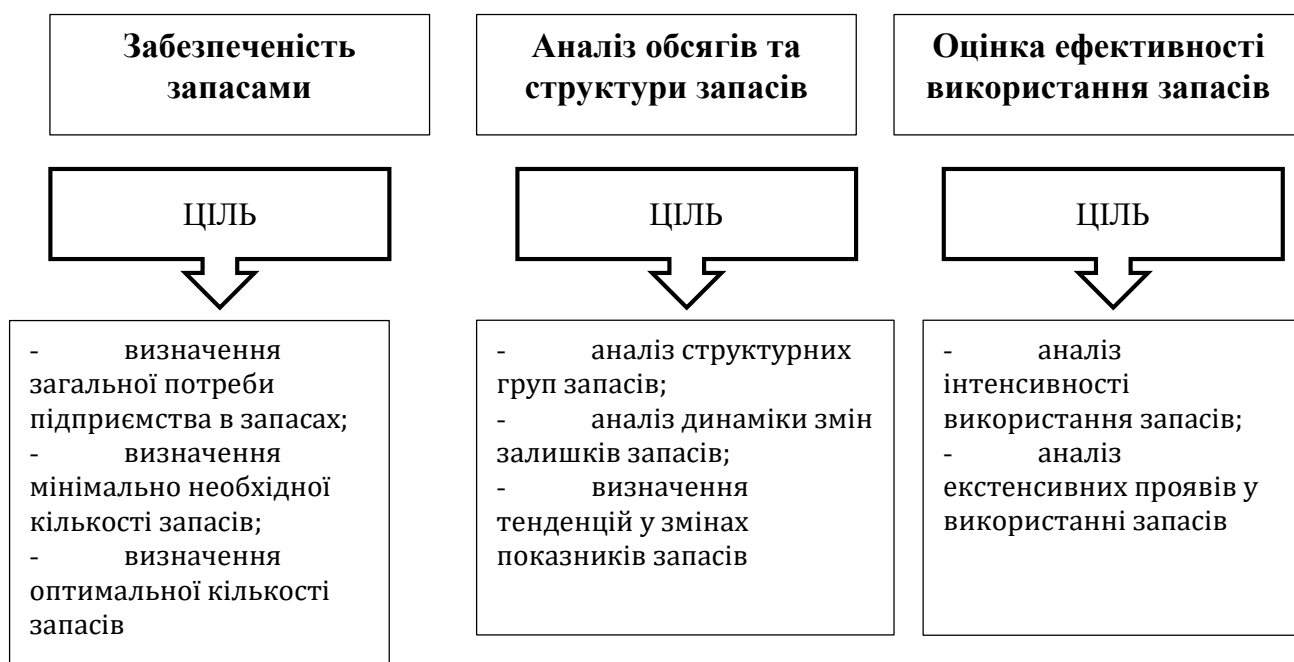 Забезпеченість
запасами
ЦІЛЬ
- визначення
загальної потреби
підприємства в запасах;
- визначення
мінімально необхідної
кількості запасів;
- визначення
оптимальної кількості
запасів
Аналіз обсягів та
структури запасів
ЦІЛЬ
- аналіз структурних
груп запасів;
- аналіз динаміки змін
залишків запасів;
- визначення
тенденцій у змінах
показників запасів
Оцінка ефективності
використання запасів
ЦІЛЬ
- аналіз
інтенсивності
використання запасів;
- аналіз
екстенсивних проявів у
використанні запасів